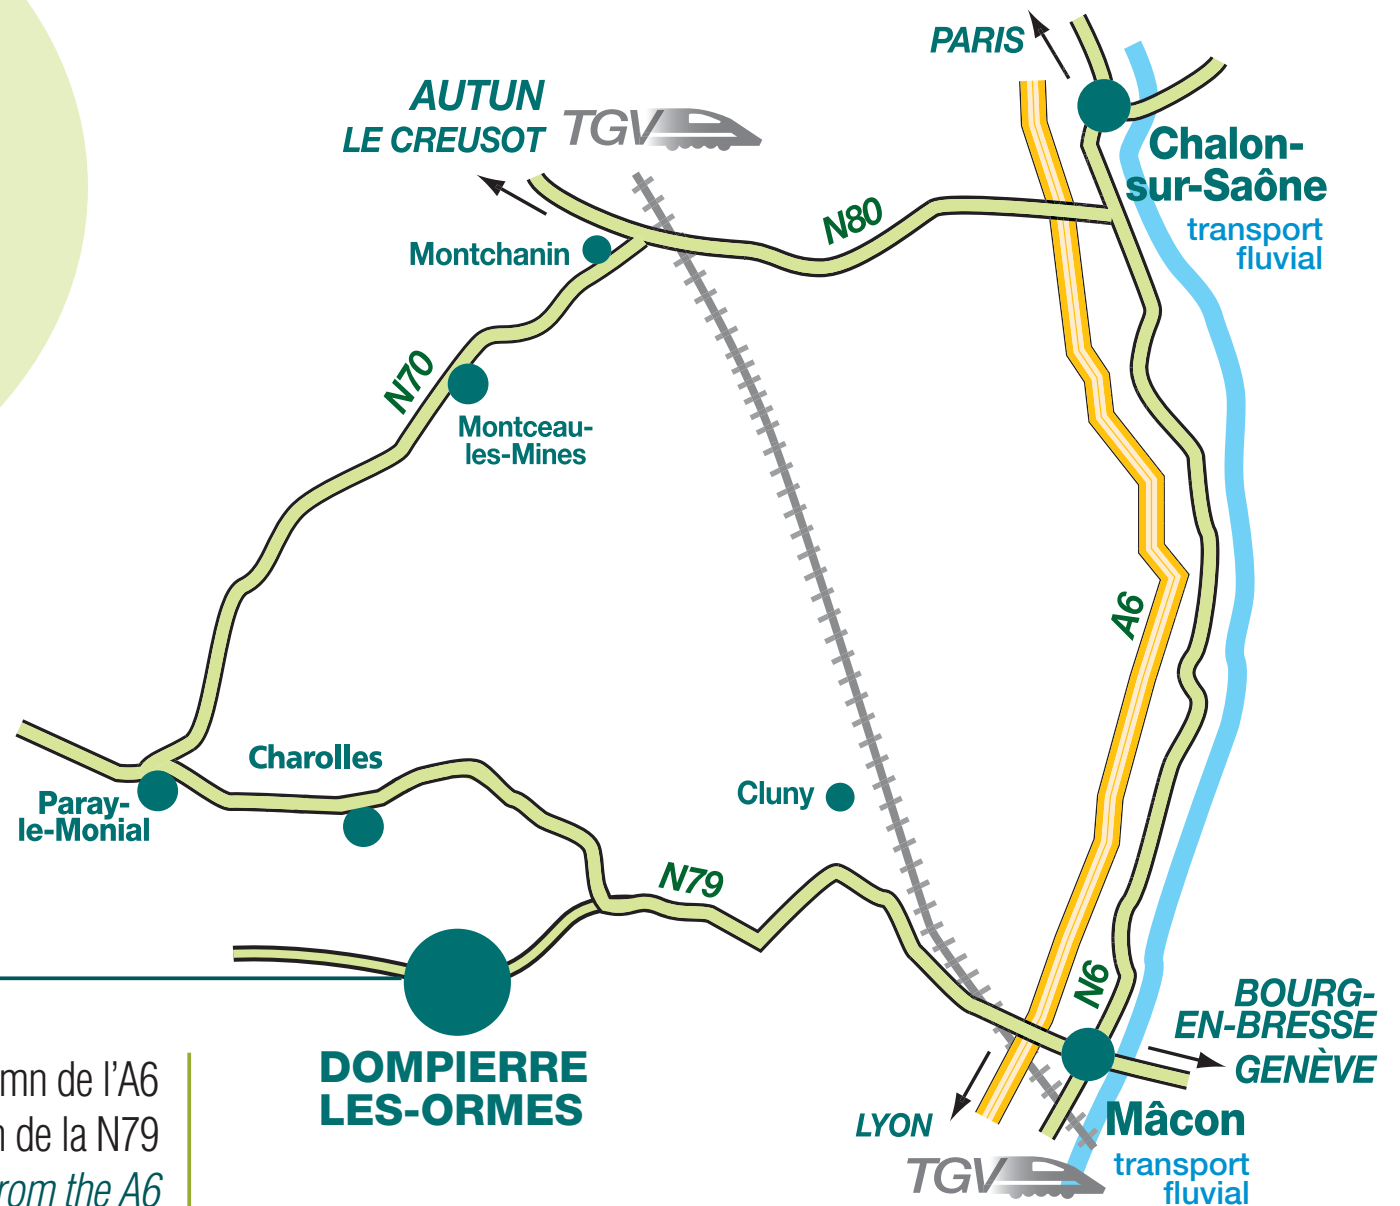 PARIS
AUTUN
LE CREUSOT
TGV
Chalon-
sur-Saône
transport
fluvial
N80
Montchanin
N70
Montceau-
les-Mines
A6
Charolles
Cluny
Paray-
le-Monial
N79
N6
BOURG-
EN-BRESSE
GENÈVE
DOMPIERRE
LES-ORMES
mn de l'A6
de la N79
from the A6
LYON
Mâcon
TGV
transport
fluvial